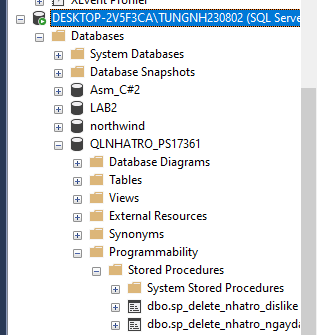 XEvent Profiler
DESKTOP-2V5F3CA\TUNGNH230802 (SQL Serve
Databases
System Databases
Database Snapshots
Asm_C#2
LAB2
northwind
QLNHATRO_PS17361
Database Diagrams
Tables
Views
External Resources
Synonyms
Programmability
Stored Procedures
System Stored Procedures
dbo.sp_delete_nhatro_dislike
dbo.sp_delete_nhatro_ngayda